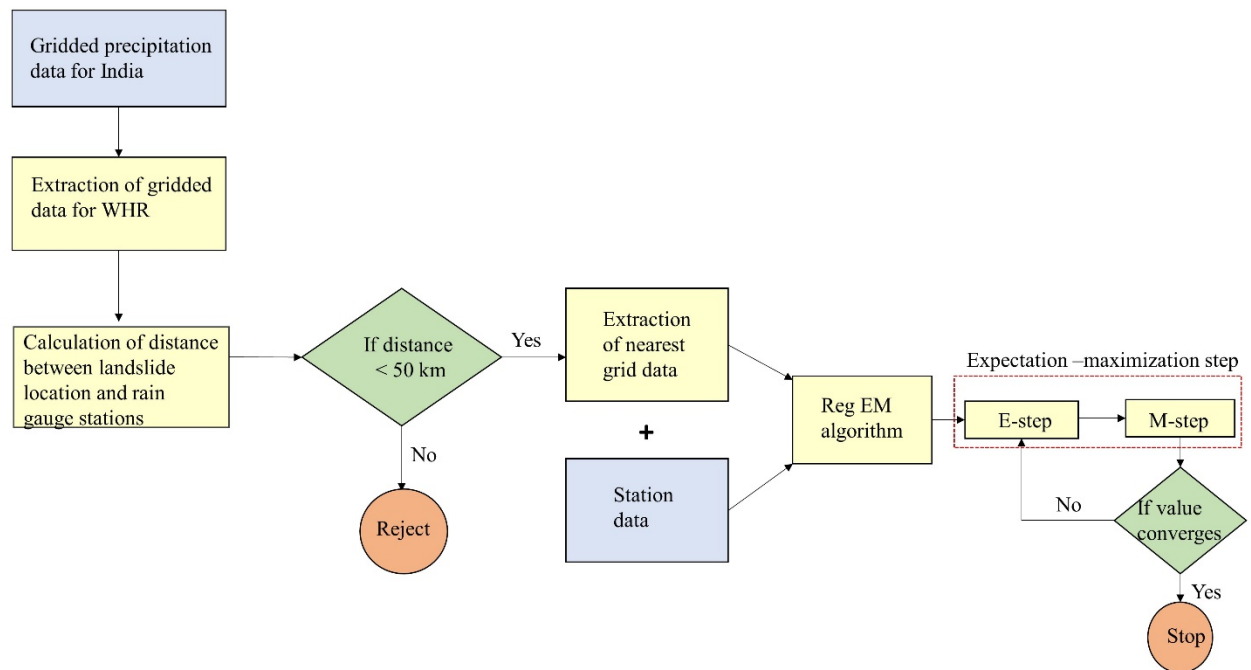 Gridded precipitation
data for India
Extraction of gridded
data for WHR
Calculation of distance
between landslide
location and rain
gauge stations
If distance
< 50 km
Yes
No
Reject
Extraction
of nearest
grid data
+
Station
data
Reg EM
algorithm
Expectation –maximization step
E-step
M-step
No
If value
converges
Yes
Stop